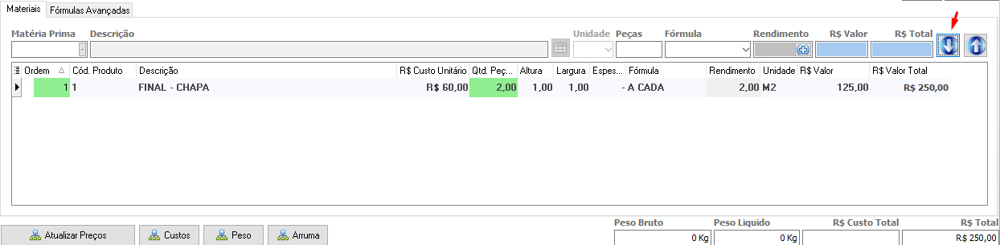 Materiais Fórmulas Avançadas
Matéria Prima Descrição Unidade Peças Fórmula Rendimento R$ Valor R$ Total
Ordem Cód. Produto Descrição R$ Custo Unitário Qtd. Peç... Altura Largura Espes... Fórmula Rendimento Unidade R$ Valor R$ Valor Total
1 1 FINAL - CHAPA R$ 60,00 2,00 1,00 1,00 - A CADA 2,00 M2 125,00 R$ 250,00
Peso Bruto Peso Liquido R$ Custo Total R$ Total
Atualizar Preços Custos Peso Arruma 0 Kg 0 Kg R$ 250,00